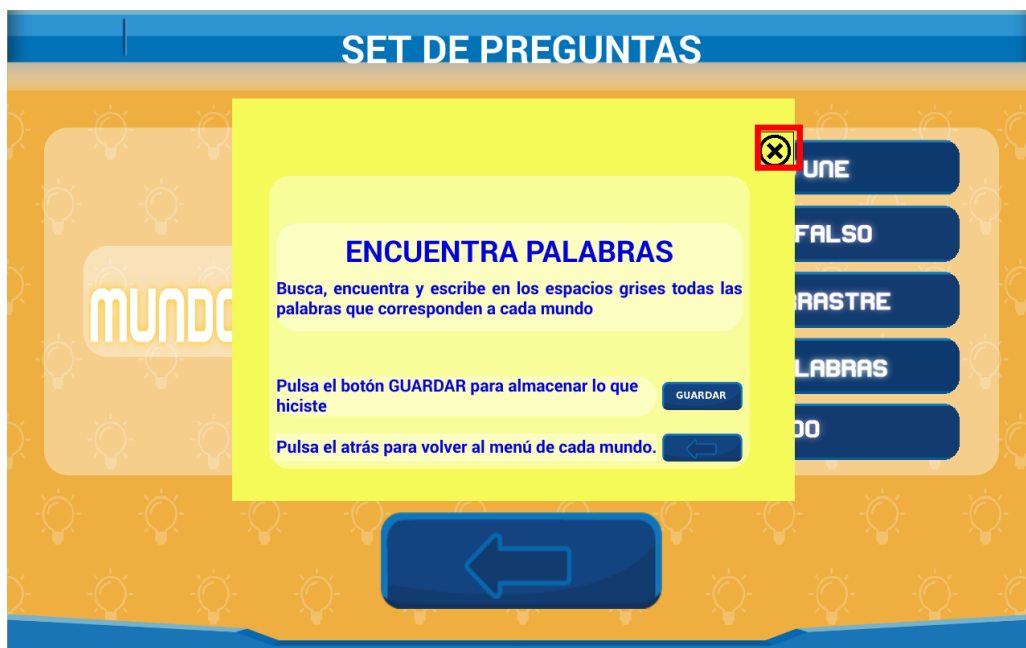 SET DE PREGUNTAS
UNE
FALSO
ENCUENTRA PALABRAS
Busca, encuentra y escribe en los espacios grises todas las
palabras que corresponden a cada mundo
MUNDO
RASTRE
LABRAS
Pulsa el botón GUARDAR para almacenar lo que
hiciste
GUARDAR
DO
Pulsa el atrás para volver al menú de cada mundo.